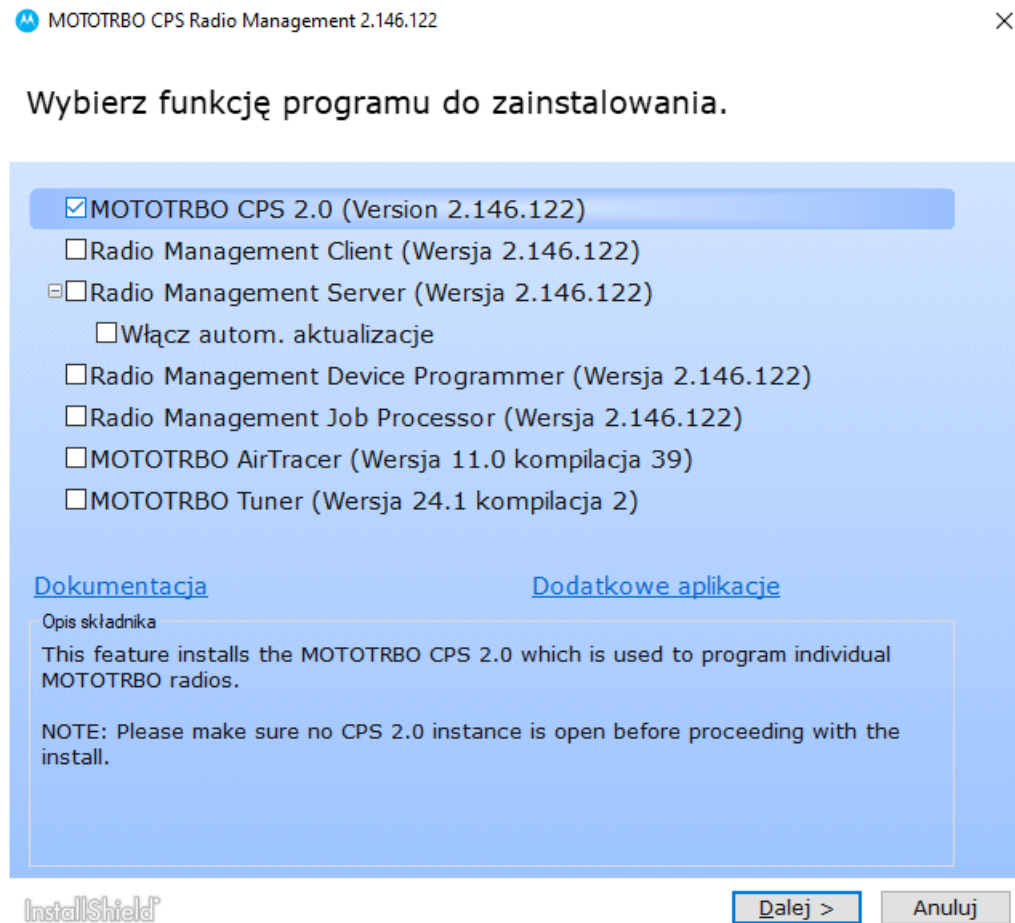 MOTOTRBO CPS Radio Management 2.146.122
Wybierz funkcję programu do zainstalowania.
MOTOTRBO CPS 2.0 (Version 2.146.122)
Radio Management Client (Wersja 2.146.122)
Radio Management Server (Wersja 2.146.122)
Włącz autom. aktualizacje
Radio Management Device Programmer (Wersja 2.146.122)
Radio Management Job Processor (Wersja 2.146.122)
MOTOTRBO AirTracer (Wersja 11.0 kompilacja 39)
MOTOTRBO Tuner (Wersja 24.1 kompilacja 2)
Dokumentacja
Dodatkowe aplikacje
Opis składnika
This feature installs the MOTOTRBO CPS 2.0 which is used to program individual
MOTOTRBO radios.
NOTE: Please make sure no CPS 2.0 instance is open before proceeding with the
install.
InstallShield
Dalej >
Anuluj